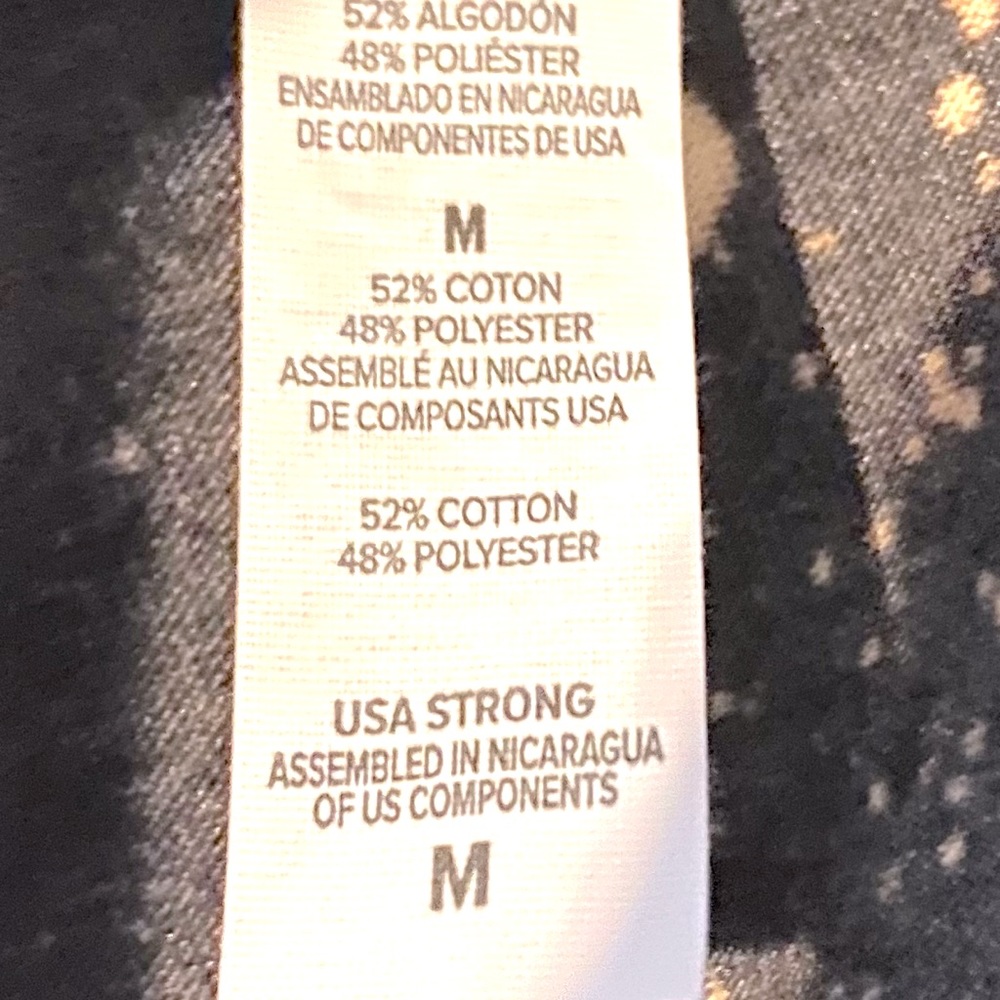 52% ALGODÓN
48% POLIÉSTER
ENSAMBLADO EN NICARAGUA
DE COMPONENTES DE USA
M
52% COTON
48% POLYESTER
ASSEMBLÉ AU NICARAGUA
DE COMPOSANTS USA
52% COTTON
48% POLYESTER
USA STRONG
ASSEMBLED IN NICARAGUA
OF US COMPONENTS
M